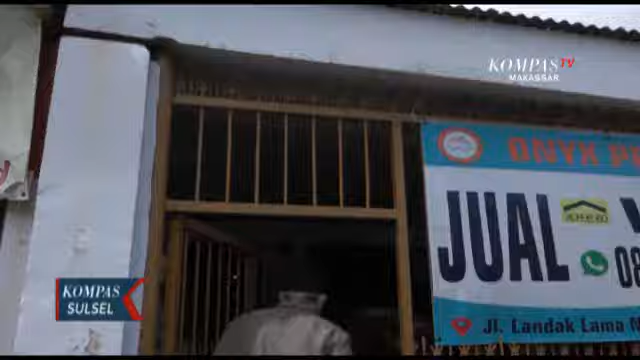 KOMPAS TV
MAKASSAR
ONYX
JUAL
08
Jl. Landak Lama
KOMPAS
SULSEL